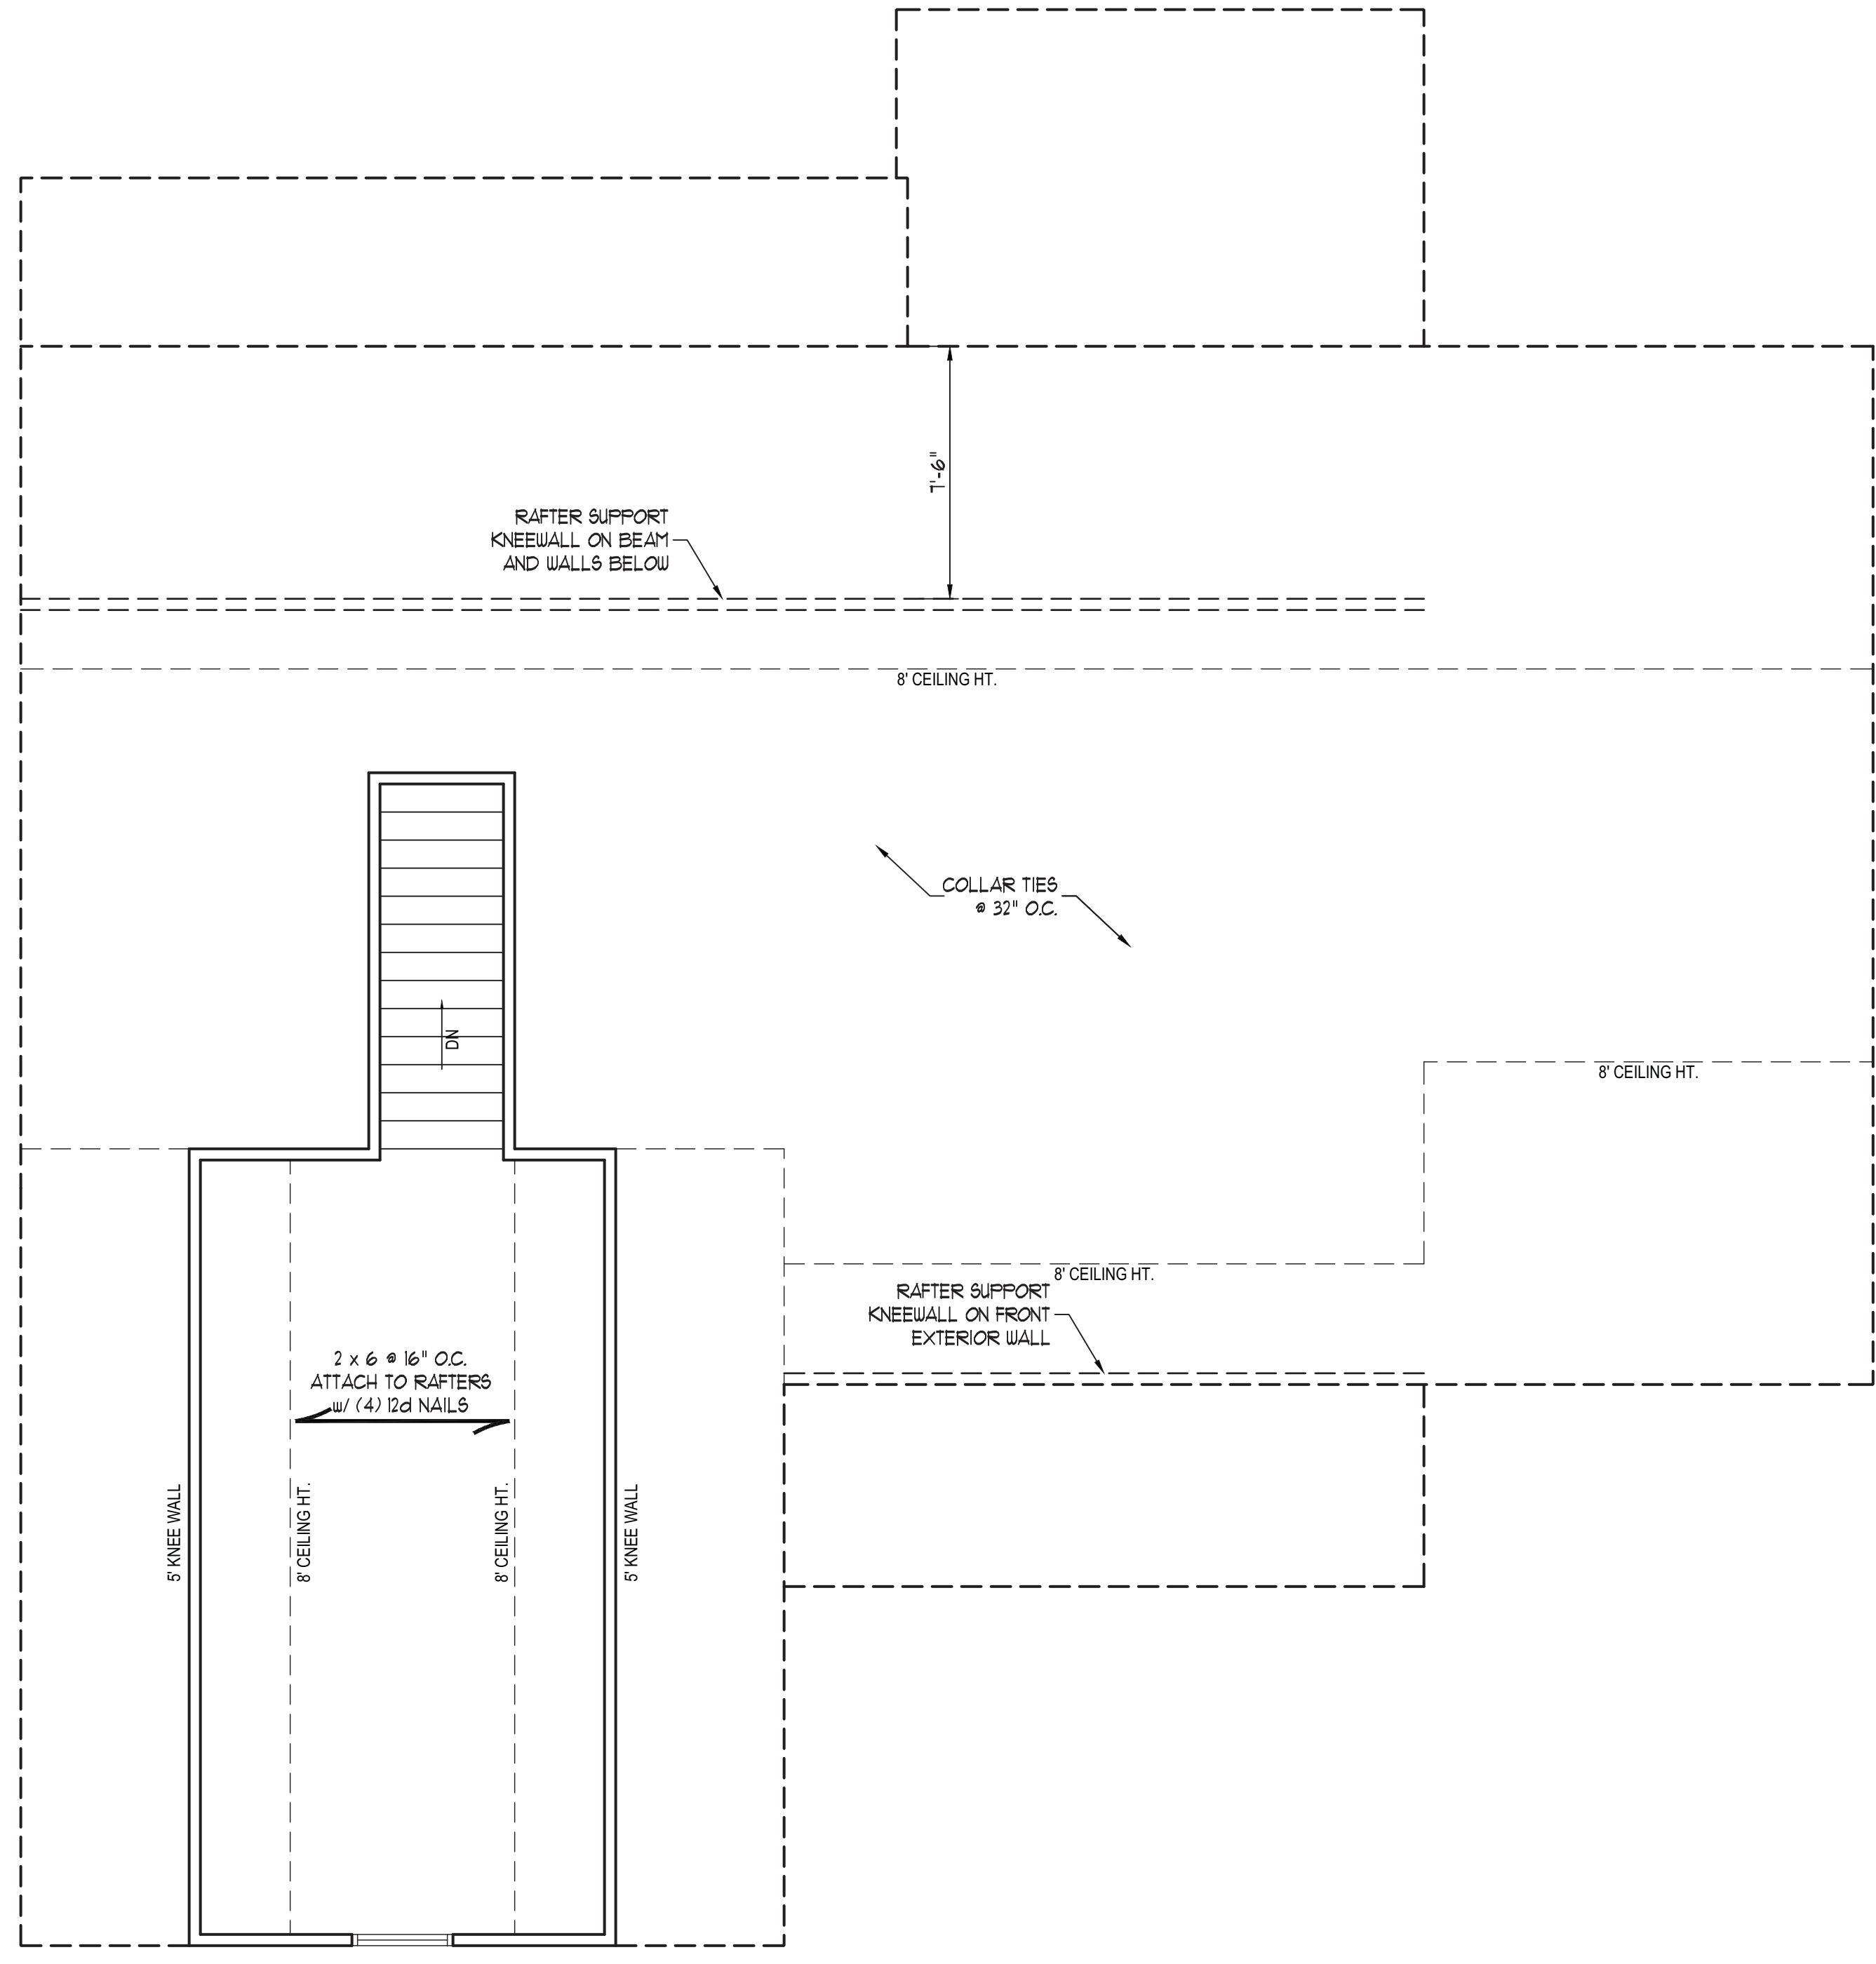 7'-6"
RAFTER SUPPORT
KNEEWALL ON BEAM
AND WALLS BELOW
8' CEILING HT.
COLLAR TIES
@ 32" O.C.
DN
8' CEILING HT.
8' CEILING HT.
RAFTER SUPPORT
KNEEWALL ON FRONT
EXTERIOR WALL
2 x 6 @ 16" O.C.
ATTACH TO RAFTERS
w/ (4) 12d NAILS
5' KNEE WALL
8' CEILING HT.
8' CEILING HT.
5' KNEE WALL